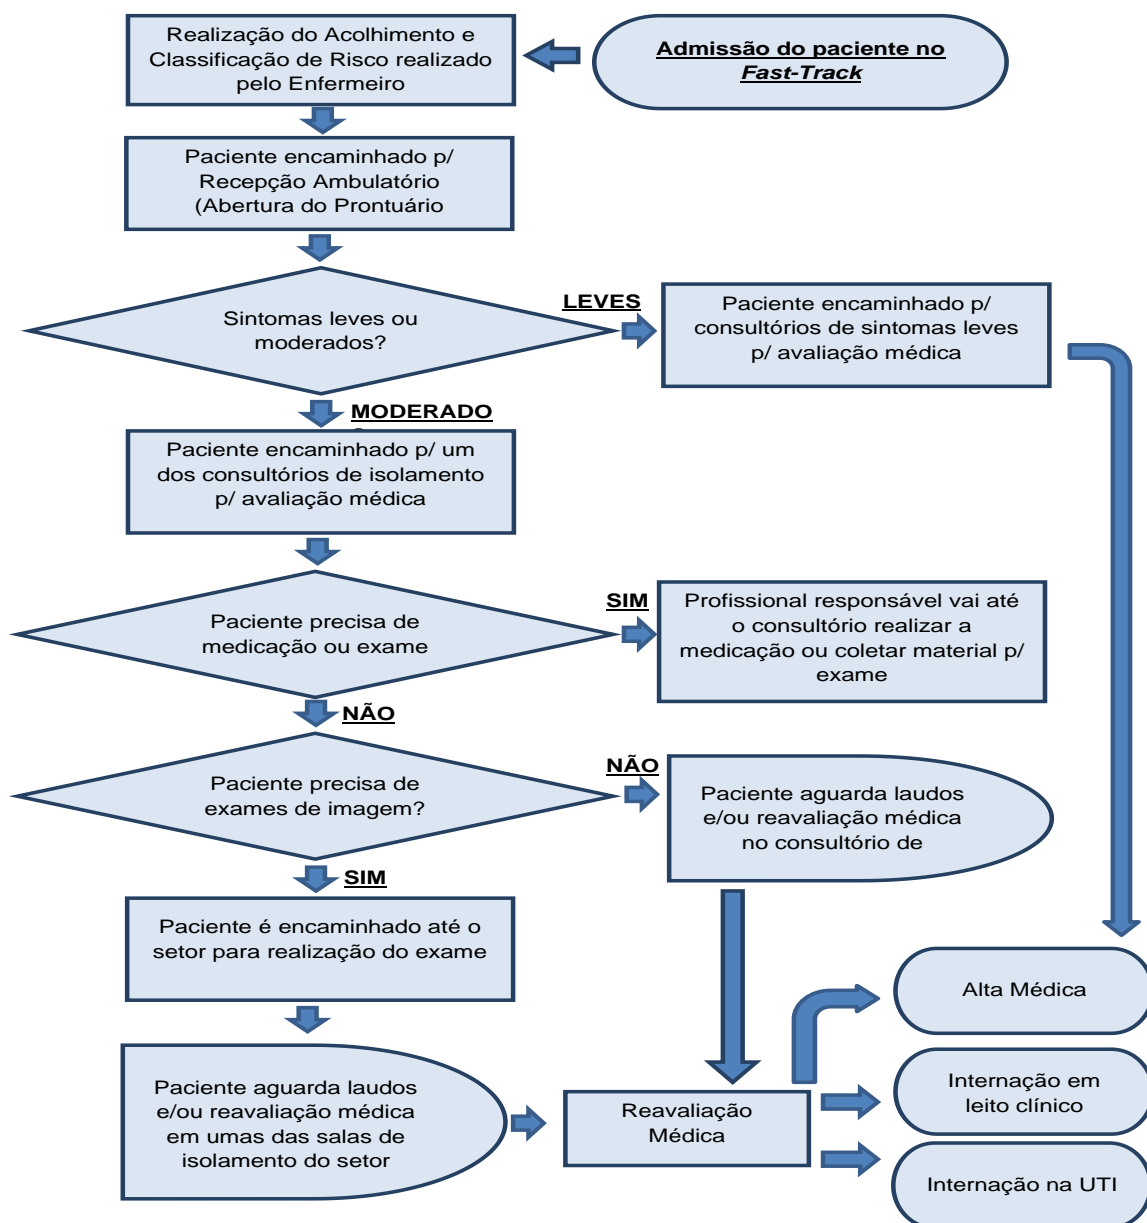 Realização do Acolhimento e
Classificação de Risco realizado
pelo Enfermeiro
Admissão do paciente no
Fast-Track
Paciente encaminhado p/
Recepção Ambulatório
(Abertura do Prontuário
Sintomas leves ou
moderados?
LEVES
Paciente encaminhado p/
consultórios de sintomas leves
p/ avaliação médica
MODERADO
Paciente encaminhado p/ um
dos consultórios de isolamento
p/ avaliação médica
Paciente precisa de
medicação ou exame
SIM
Profissional responsável vai até
o consultório realizar a
medicação ou coletar material p/
exame
NÃO
Paciente precisa de
exames de imagem?
NÃO
Paciente aguarda laudos
e/ou reavaliação médica
no consultório de
SIM
Paciente é encaminhado até o
setor para realização do exame
Alta Médica
Paciente aguarda laudos
e/ou reavaliação médica
em umas das salas de
isolamento do setor
Reavaliação
Médica
Internação em
leito clínico
Internação na UTI